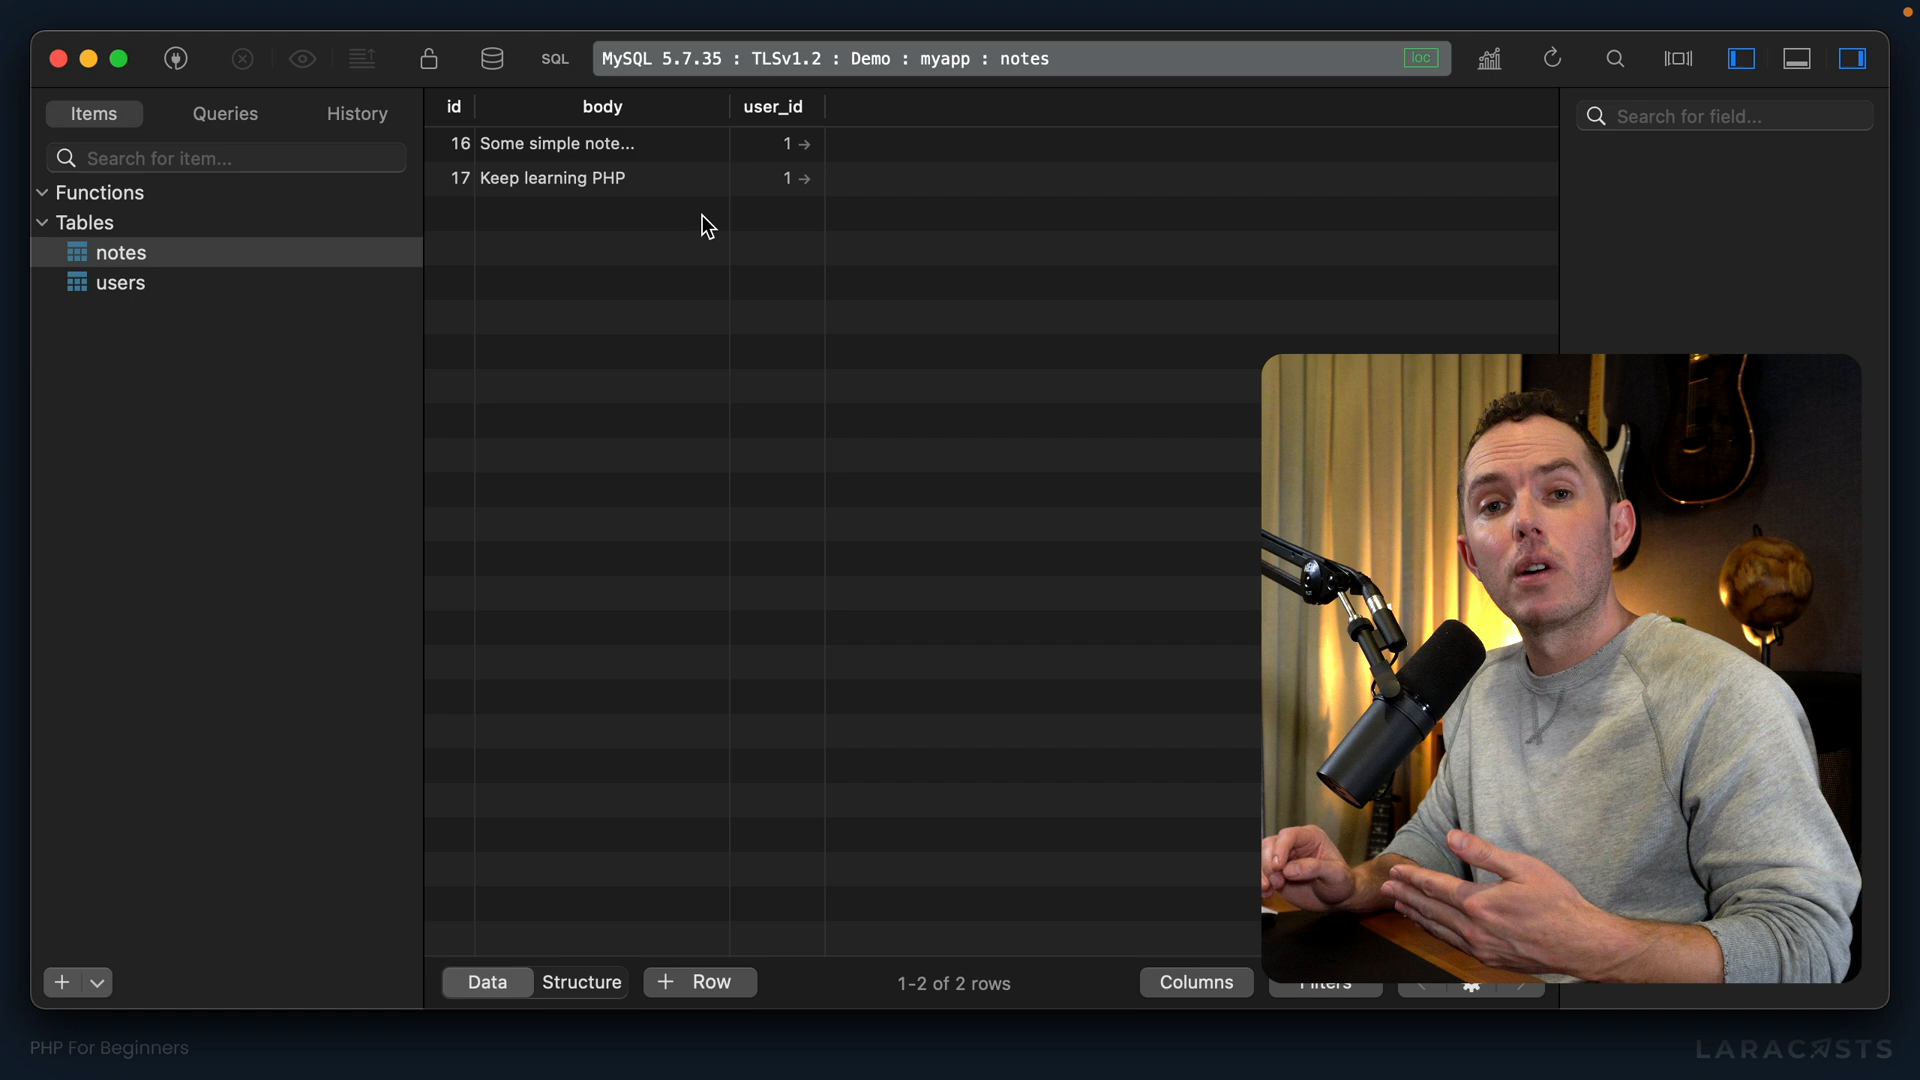 SQL
MySQL 5.7.35 : TLSv1.2 : Demo : myapp : notes
loc
Items
Queries
History
Search for item...
Functions
Tables
notes
users
id
body
user_id
16
Some simple note...
1
17
Keep learning PHP
1
Search for field...
Data
Structure
+ Row
1-2 of 2 rows
Columns
Filters
PHP For Beginners
LARACASTS